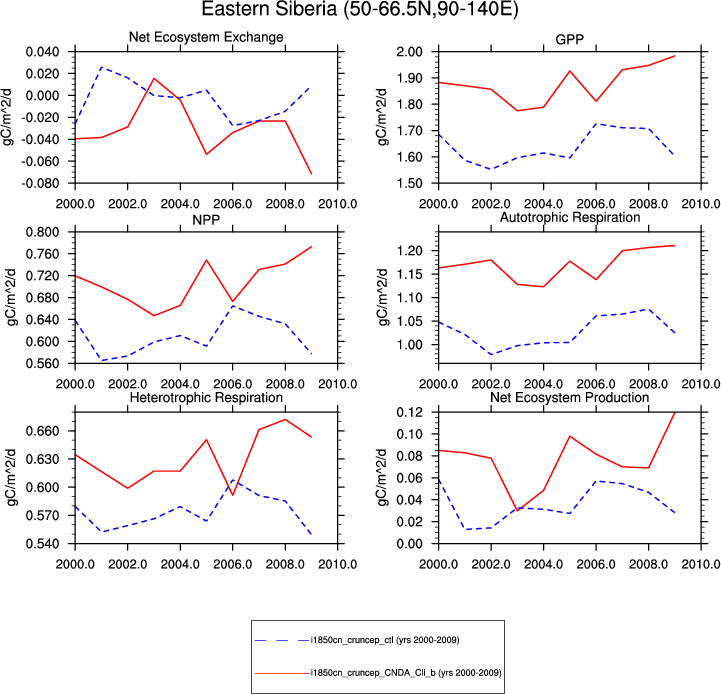 Eastern Siberia (50-66.5N,90-140E)
Net Ecosystem Exchange
gC/m^2/d
0.040
0.020
0.000
-0.020
-0.040
-0.060
-0.080
2000.0 2002.0 2004.0 2006.0 2008.0 2010.0
GPP
gC/m^2/d
2.00
1.90
1.80
1.70
1.60
1.50
2000.0 2002.0 2004.0 2006.0 2008.0 2010.0
NPP
gC/m^2/d
0.800
0.760
0.720
0.680
0.640
0.600
0.560
2000.0 2002.0 2004.0 2006.0 2008.0 2010.0
Autotrophic Respiration
gC/m^2/d
1.20
1.15
1.10
1.05
1.00
2000.0 2002.0 2004.0 2006.0 2008.0 2010.0
Heterotrophic Respiration
gC/m^2/d
0.660
0.630
0.600
0.570
0.540
2000.0 2002.0 2004.0 2006.0 2008.0 2010.0
Net Ecosystem Production
gC/m^2/d
0.12
0.10
0.08
0.06
0.04
0.02
0.00
2000.0 2002.0 2004.0 2006.0 2008.0 2010.0
i1850cn_cruncep_ctl (yrs 2000-2009)
i1850cn_cruncep_CNDA_Cli_b (yrs 2000-2009)